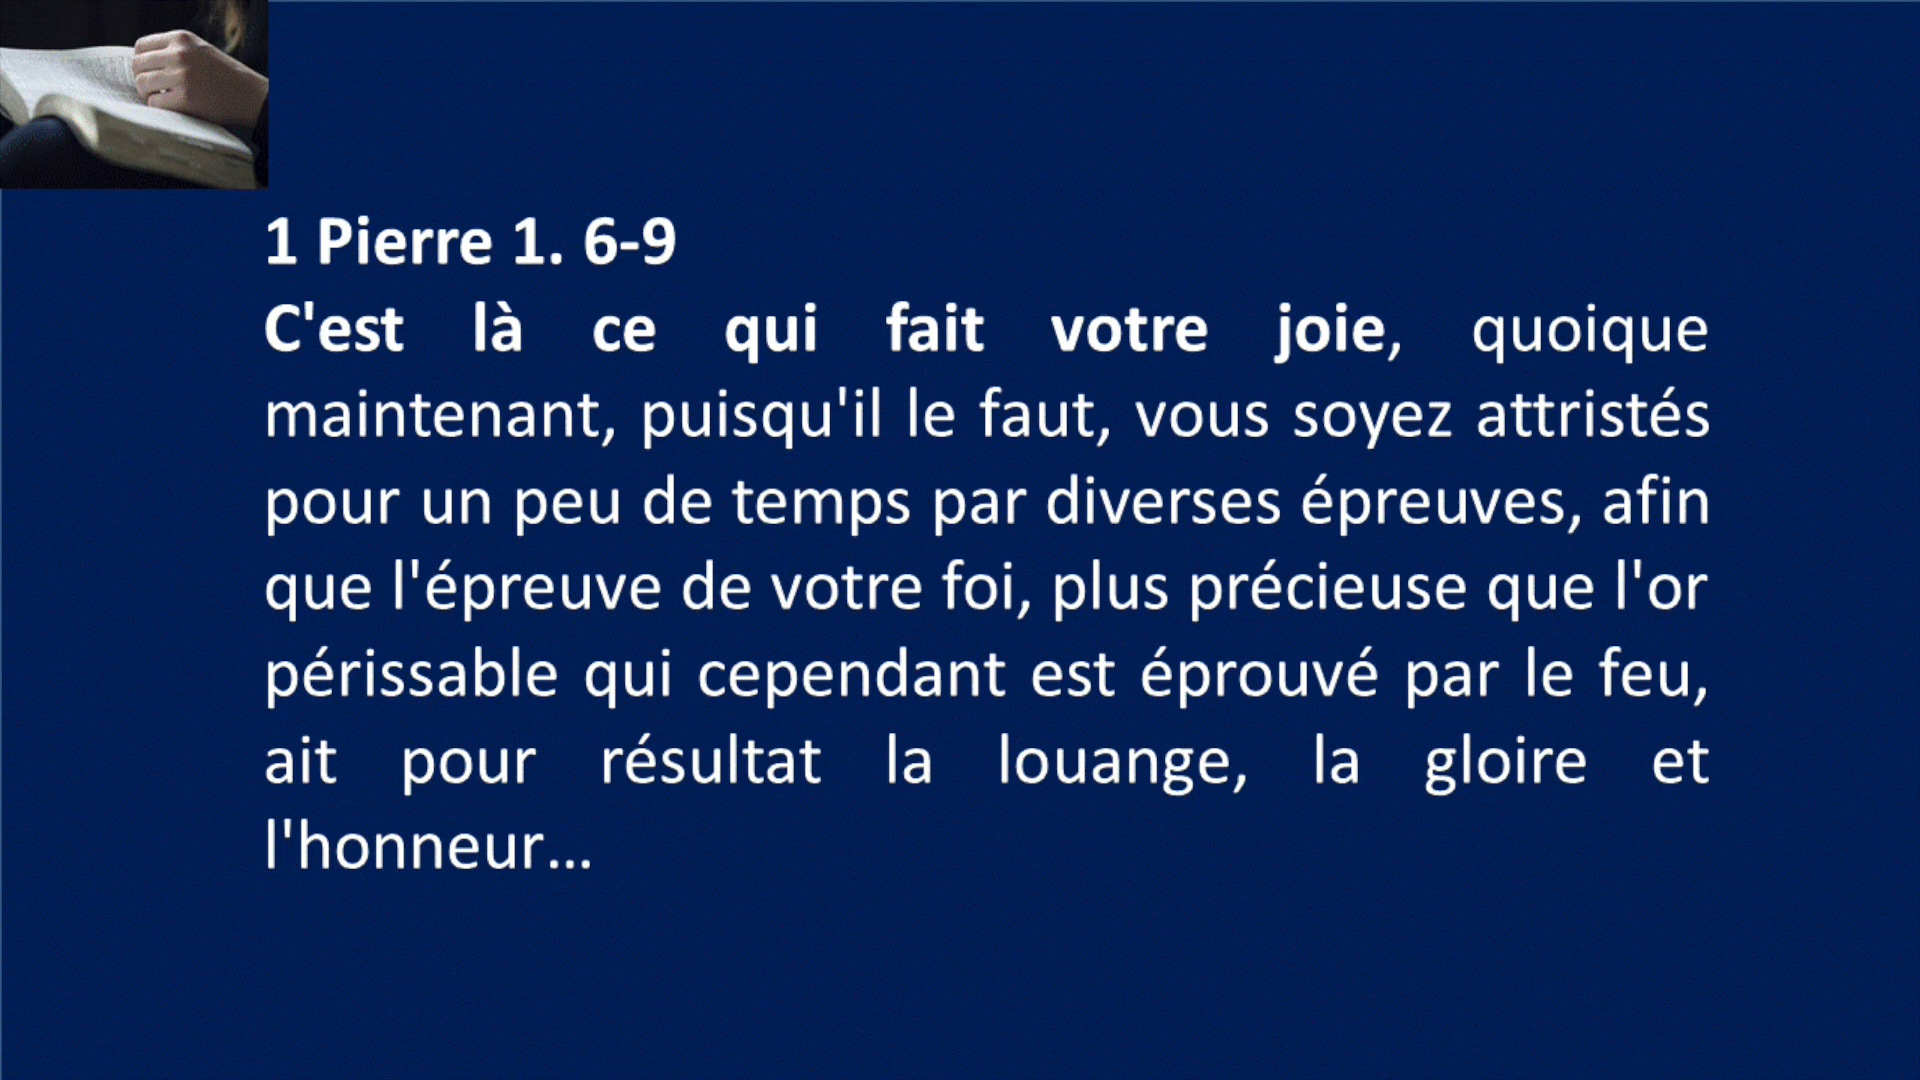 1 Pierre 1. 6-9
C'est là ce qui fait votre joie, quoique
maintenant, puisqu'il le faut, vous soyez attristés
pour un peu de temps par diverses épreuves, afin
que l'épreuve de votre foi, plus précieuse que l'or
périssable qui cependant est éprouvé par le feu,
ait pour résultat la louange, la gloire et
l'honneur...